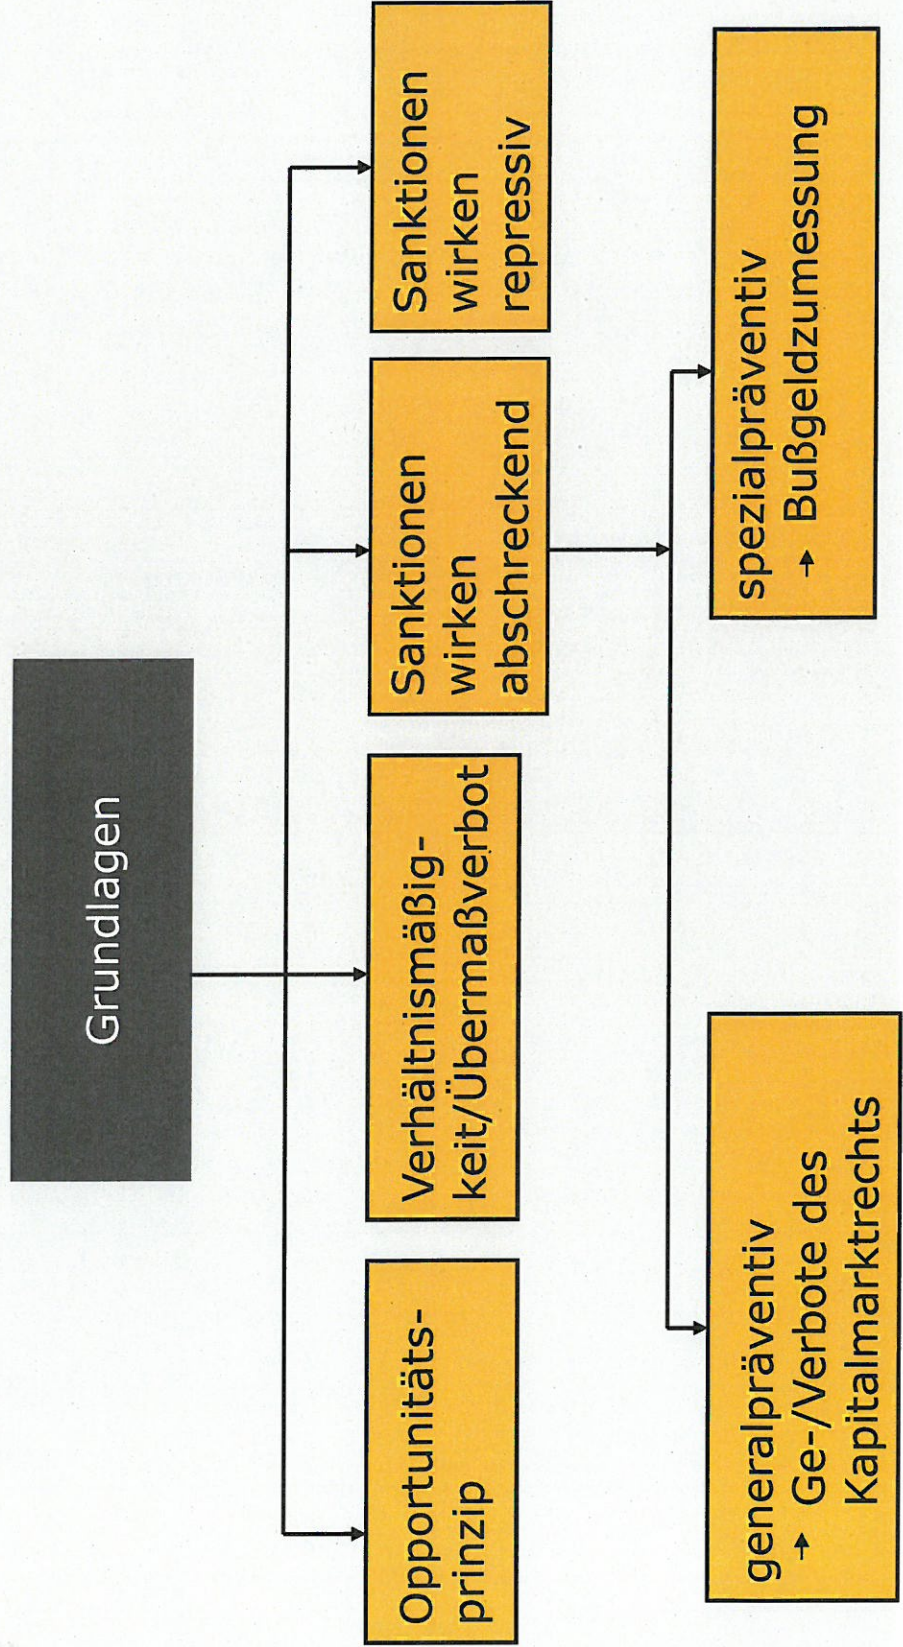 Grundlagen
Opportunitäts-
prinzip
Verhältnismäßig-
keit/Übermaßverbot
Sanktionen
wirken
abschreckend
Sanktionen
wirken
repressiv
generalpräventiv
→ Ge-/Verbote des
Kapitalmarktrechts
spezialpräventiv
→ Bußgeldzumessung